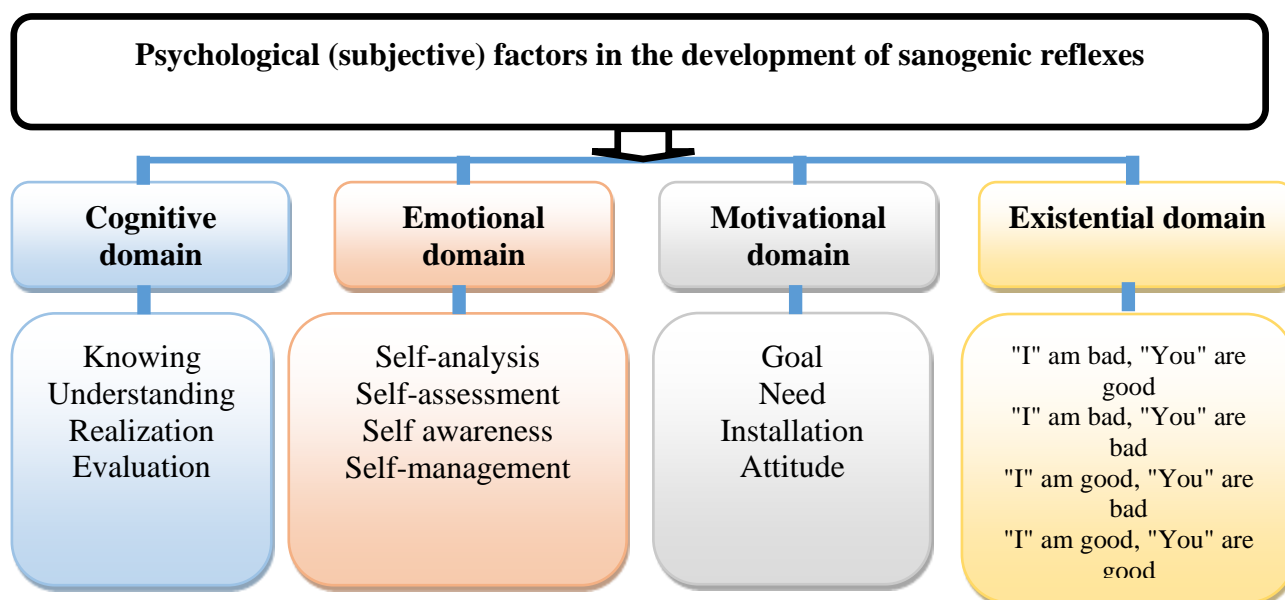 Psychological (subjective) factors in the development of sanogenic reflexes
Cognitive
domain
Emotional
domain
Motivational
domain
Existential domain
Knowing
Understanding
Realization
Evaluation
Self-analysis
Self-assessment
Self awareness
Self-management
Goal
Need
Installation
Attitude
"I" am bad, "You" are
good
"I" am bad, "You" are
bad
"I" am good, "You" are
bad
"I" am good, "You" are
good